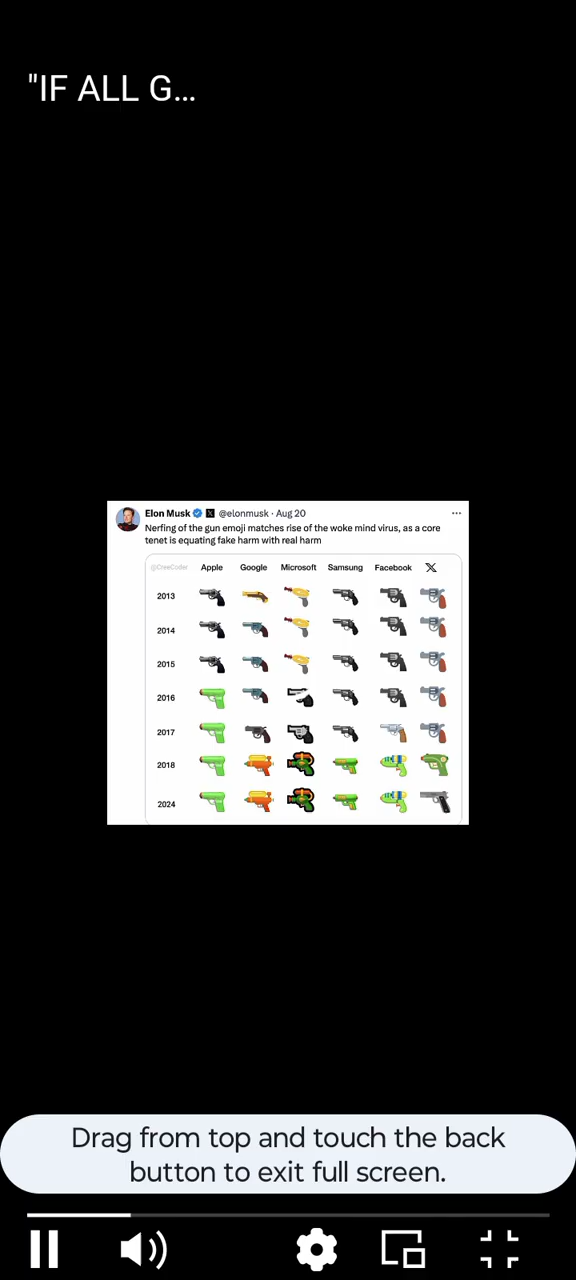 "IF ALL G...
Elon Musk @elonmusk · Aug 20
Nerfing of the gun emoji matches rise of the woke mind virus, as a core
tenet is equating fake harm with real harm
@CreeCoder Apple Google Microsoft Samsung Facebook X
2013
2014
2015
2016
2017
2018
2024
Drag from top and touch the back
button to exit full screen.